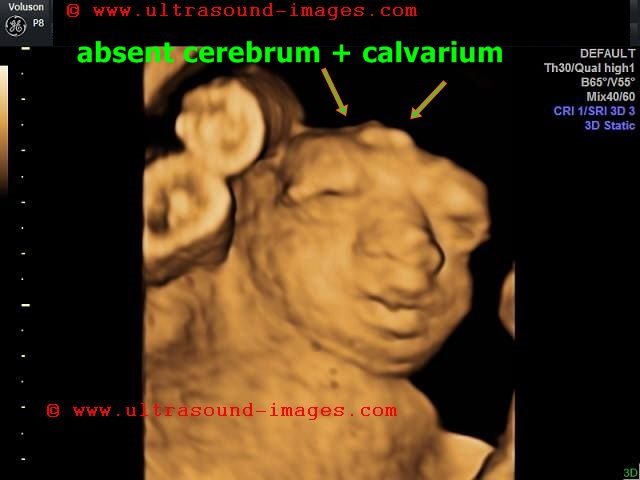 Voluson
P8
© www.ultrasound-images.com
absent cerebrum + calvarium
DEFAULT
Th30/Qual high1
B65°/V55°
Mix40/60
CRI 1/SRI 3D 3
3D Static
© www.ultrasound-images.com
3D